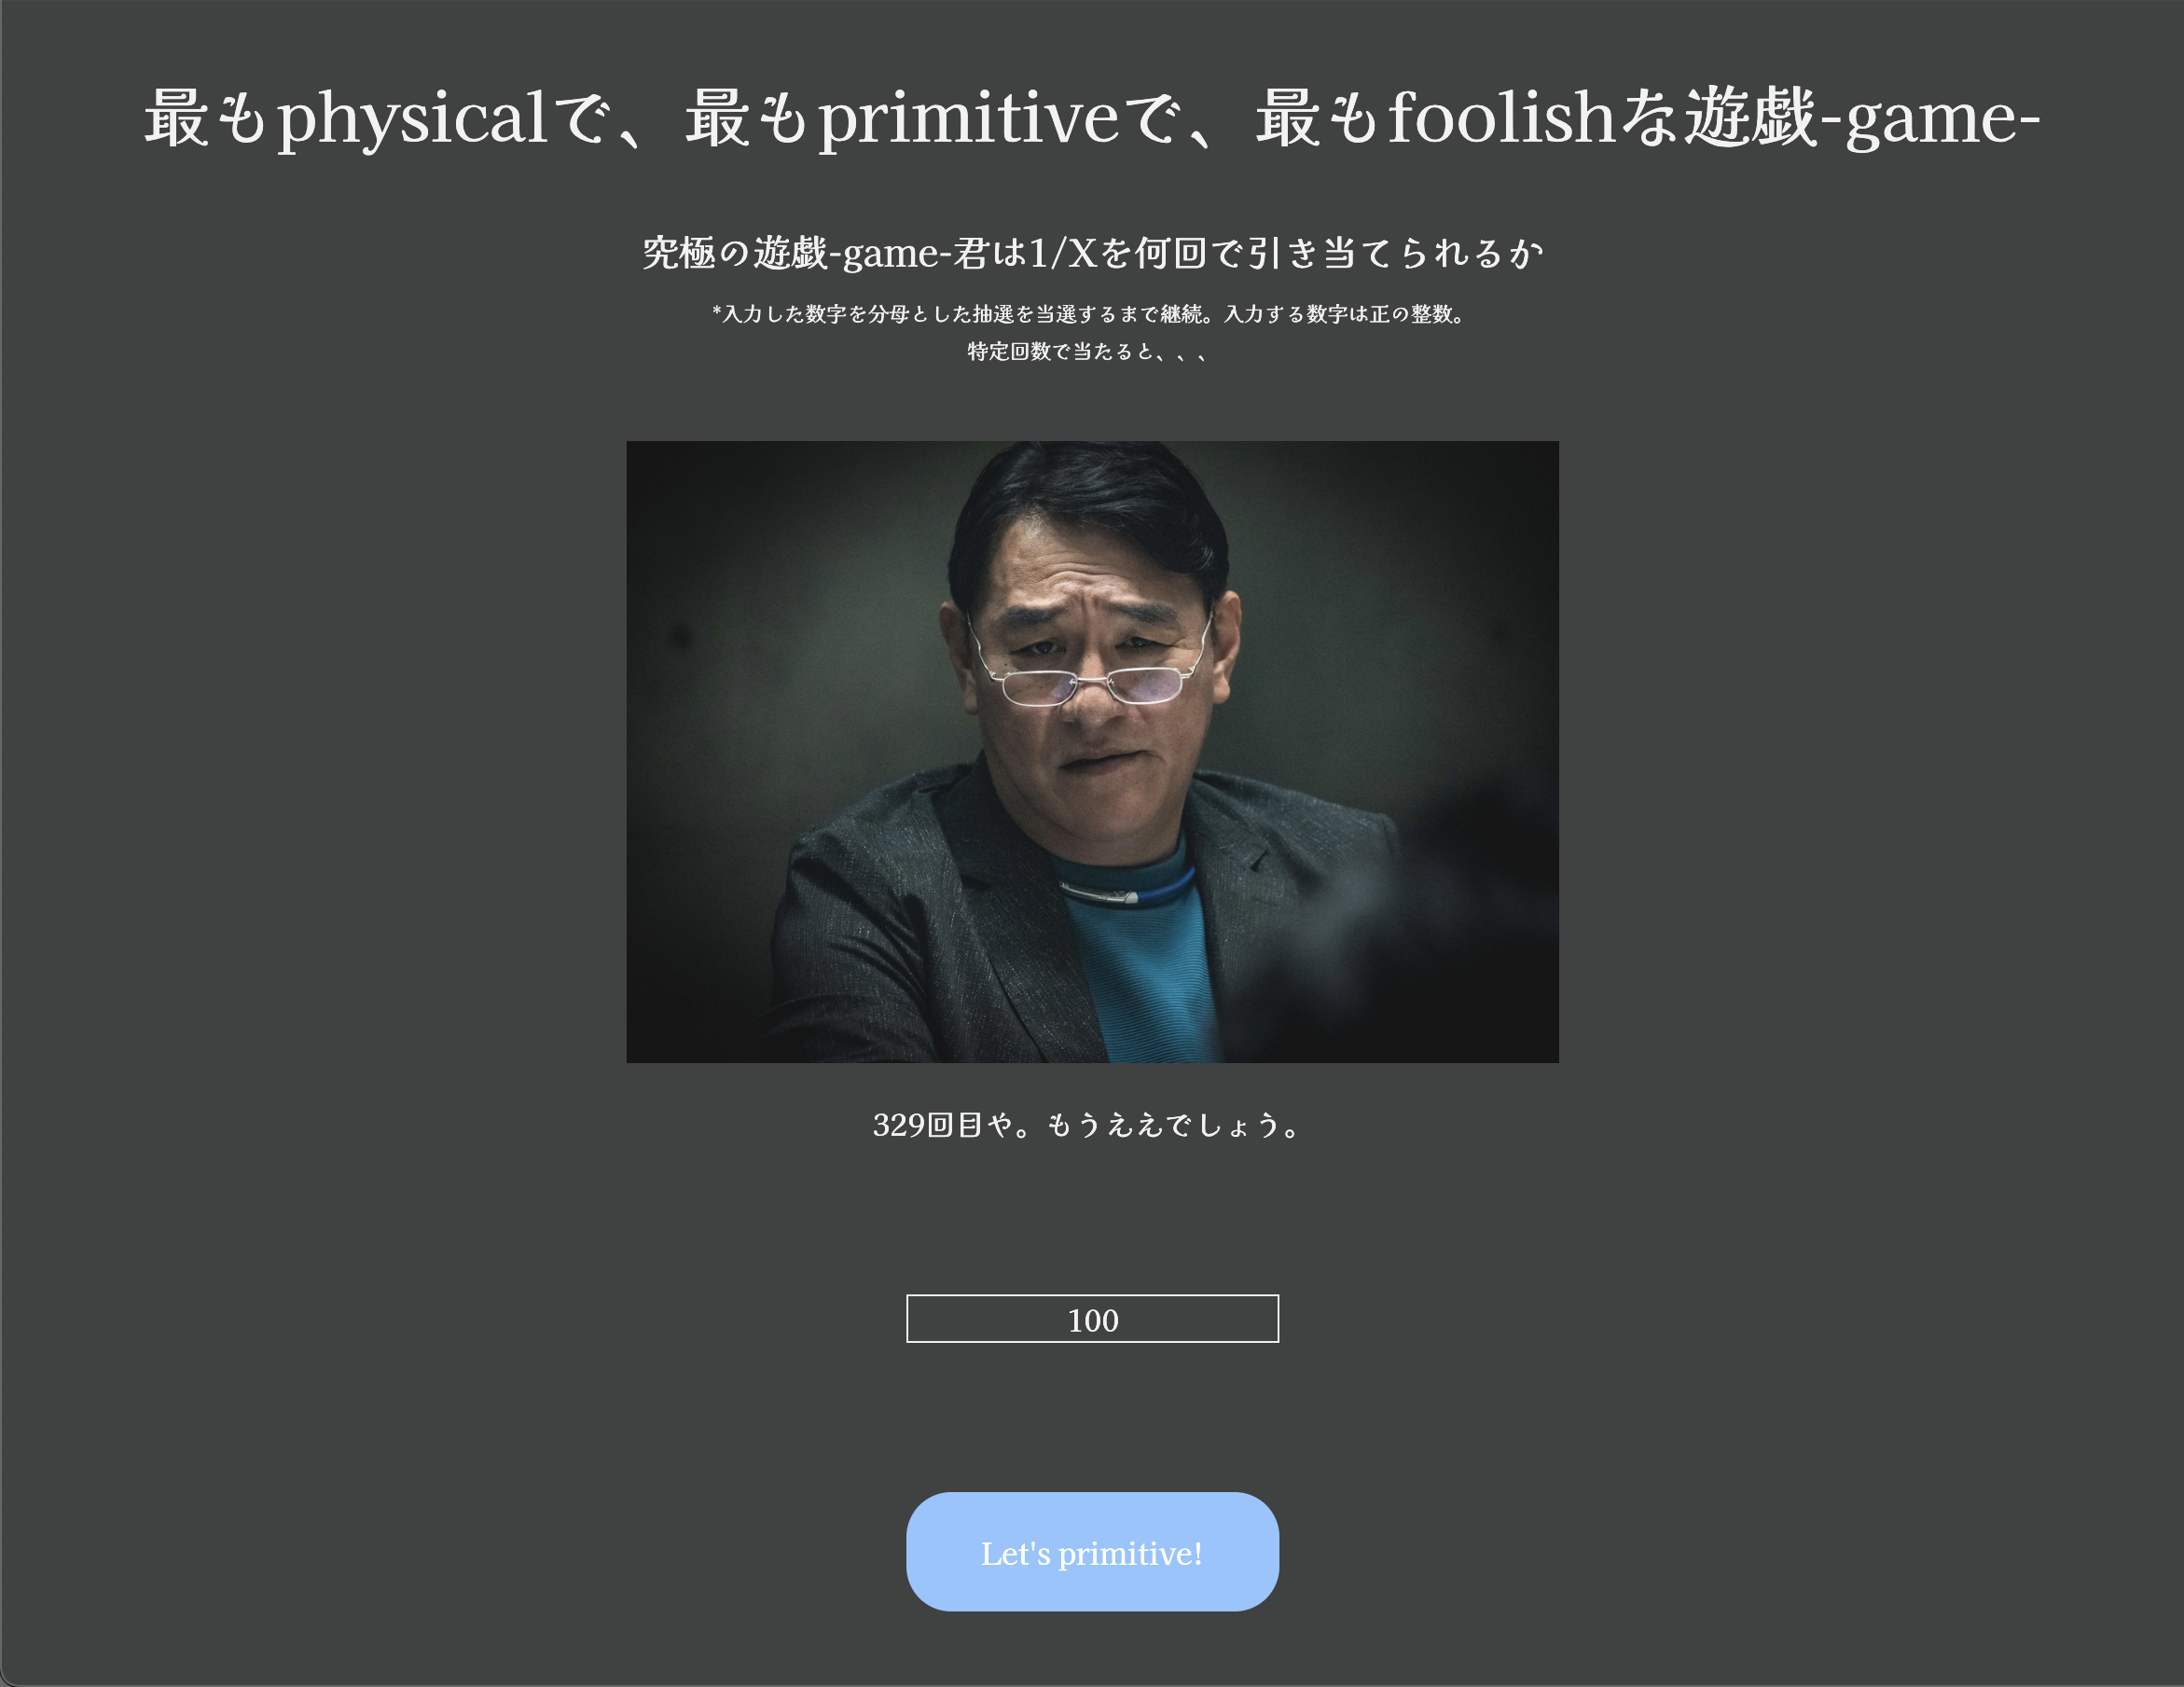 最もphysicalで、最もprimitiveで、最もfoolishな遊戯-game-
究極の遊戯-game-君は1/Xを何回で引き当てられるか
*入力した数字を分母とした抽選を当選するまで継続。入力する数字は正の整数。
特定回数で当たると、、、
329回目や。もうええでしょう。
100
Let's primitive!